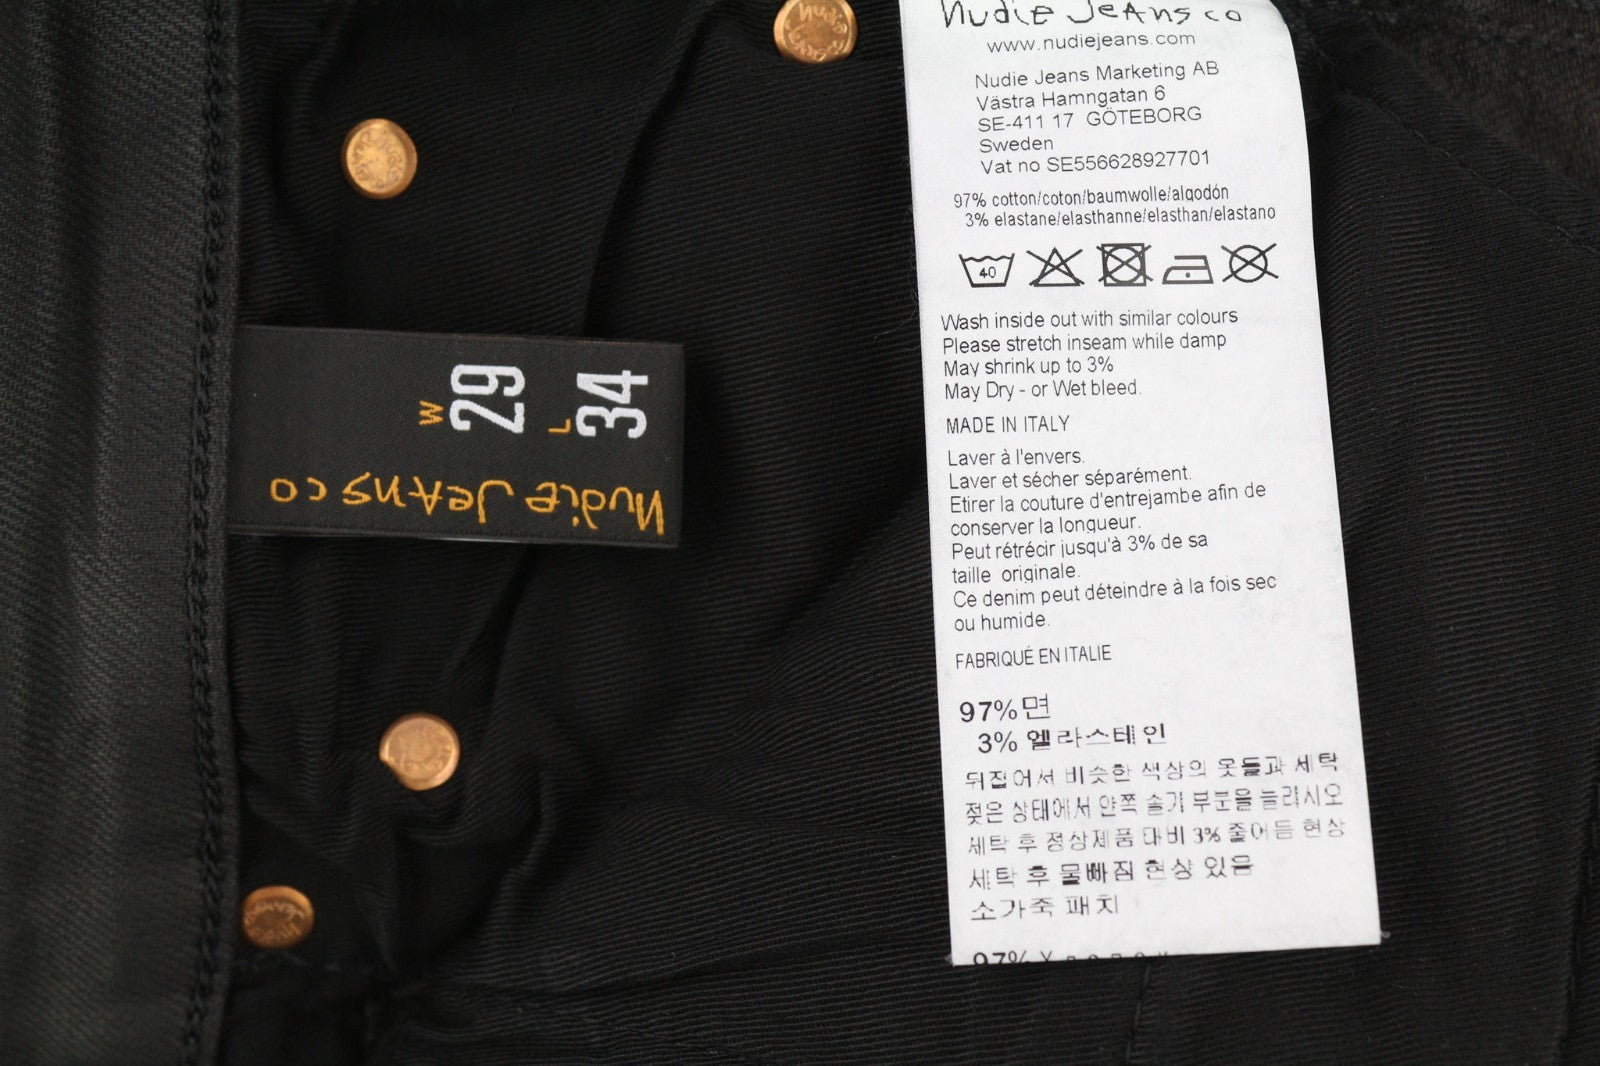 W
29
L
34
Nudie Jeans co
Nudie Jeans co
www.nudiejeans.com
Nudie Jeans Marketing AB
Västra Hamngatan 6
SE-411 17 GÖTEBORG
Sweden
Vat no SE556628927701
97% cotton/coton/baumwolle/algodón
3% elastane/elasthanne/elasthan/elastano
40
Wash inside out with similar colours
Please stretch inseam while damp
May shrink up to 3%
May Dry - or Wet bleed.
MADE IN ITALY
Laver à l'envers.
Laver et sécher séparément.
Etirer la couture d'entrejambe afin de
conserver la longueur.
Peut rétrécir jusqu'à 3% de sa
taille originale.
Ce denim peut déteindre à la fois sec
ou humide.
FABRIQUÉ EN ITALIE
97% 면
3% 엘라스테인
뒤집어서 비슷한 색상의 옷들과 세탁
젖은 상태에서 안쪽 솔기 부분을 늘리시오
세탁 후 정상제품 대비 3% 줄어듬 현상
세탁 후 물빠짐 현상 있음
소가죽 패치
97%